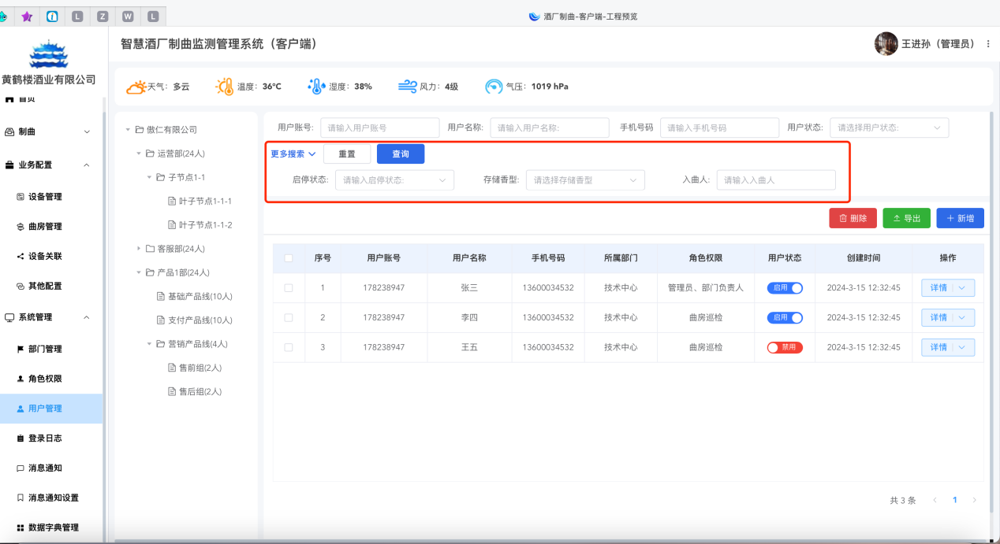 L Z W L
酒厂制曲-客户端-工程预览
黄鹤楼酒业有限公司
首页
制曲
业务配置
设备管理
曲房管理
设备关联
其他配置
系统管理
部门管理
角色权限
用户管理
登录日志
消息通知
消息通知设置
数据字典管理
智慧酒厂制曲监测管理系统（客户端）
王进孙（管理员）
天气: 多云 温度: 36°C 湿度: 38% 风力: 4级 气压: 1019 hPa
傲仁有限公司
运营部(24人)
子节点1-1
叶子节点1-1-1
叶子节点1-1-2
客服部(24人)
产品1部(24人)
基础产品线(10人)
支付产品线(10人)
营销产品线(4人)
售前组(2人)
售后组(2人)
用户账号: 请输入用户账号 用户名称: 请输入用户名称: 手机号码 请输入手机号码 用户状态: 请选择用户状态:
更多搜索 重置 查询
启停状态: 请输入启停状态: 存储香型: 请选择存储香型 入曲人: 请输入入曲人
删除 导出 新增
序号 用户账号 用户名称 手机号码 所属部门 角色权限 用户状态 创建时间 操作
1 178238947 张三 13600034532 技术中心 管理员、部门负责人 启用 2024-3-15 12:32:45 详情
2 178238947 李四 13600034532 技术中心 曲房巡检 启用 2024-3-15 12:32:45 详情
3 178238947 王五 13600034532 技术中心 曲房巡检 禁用 2024-3-15 12:32:45 详情
共 3 条 1